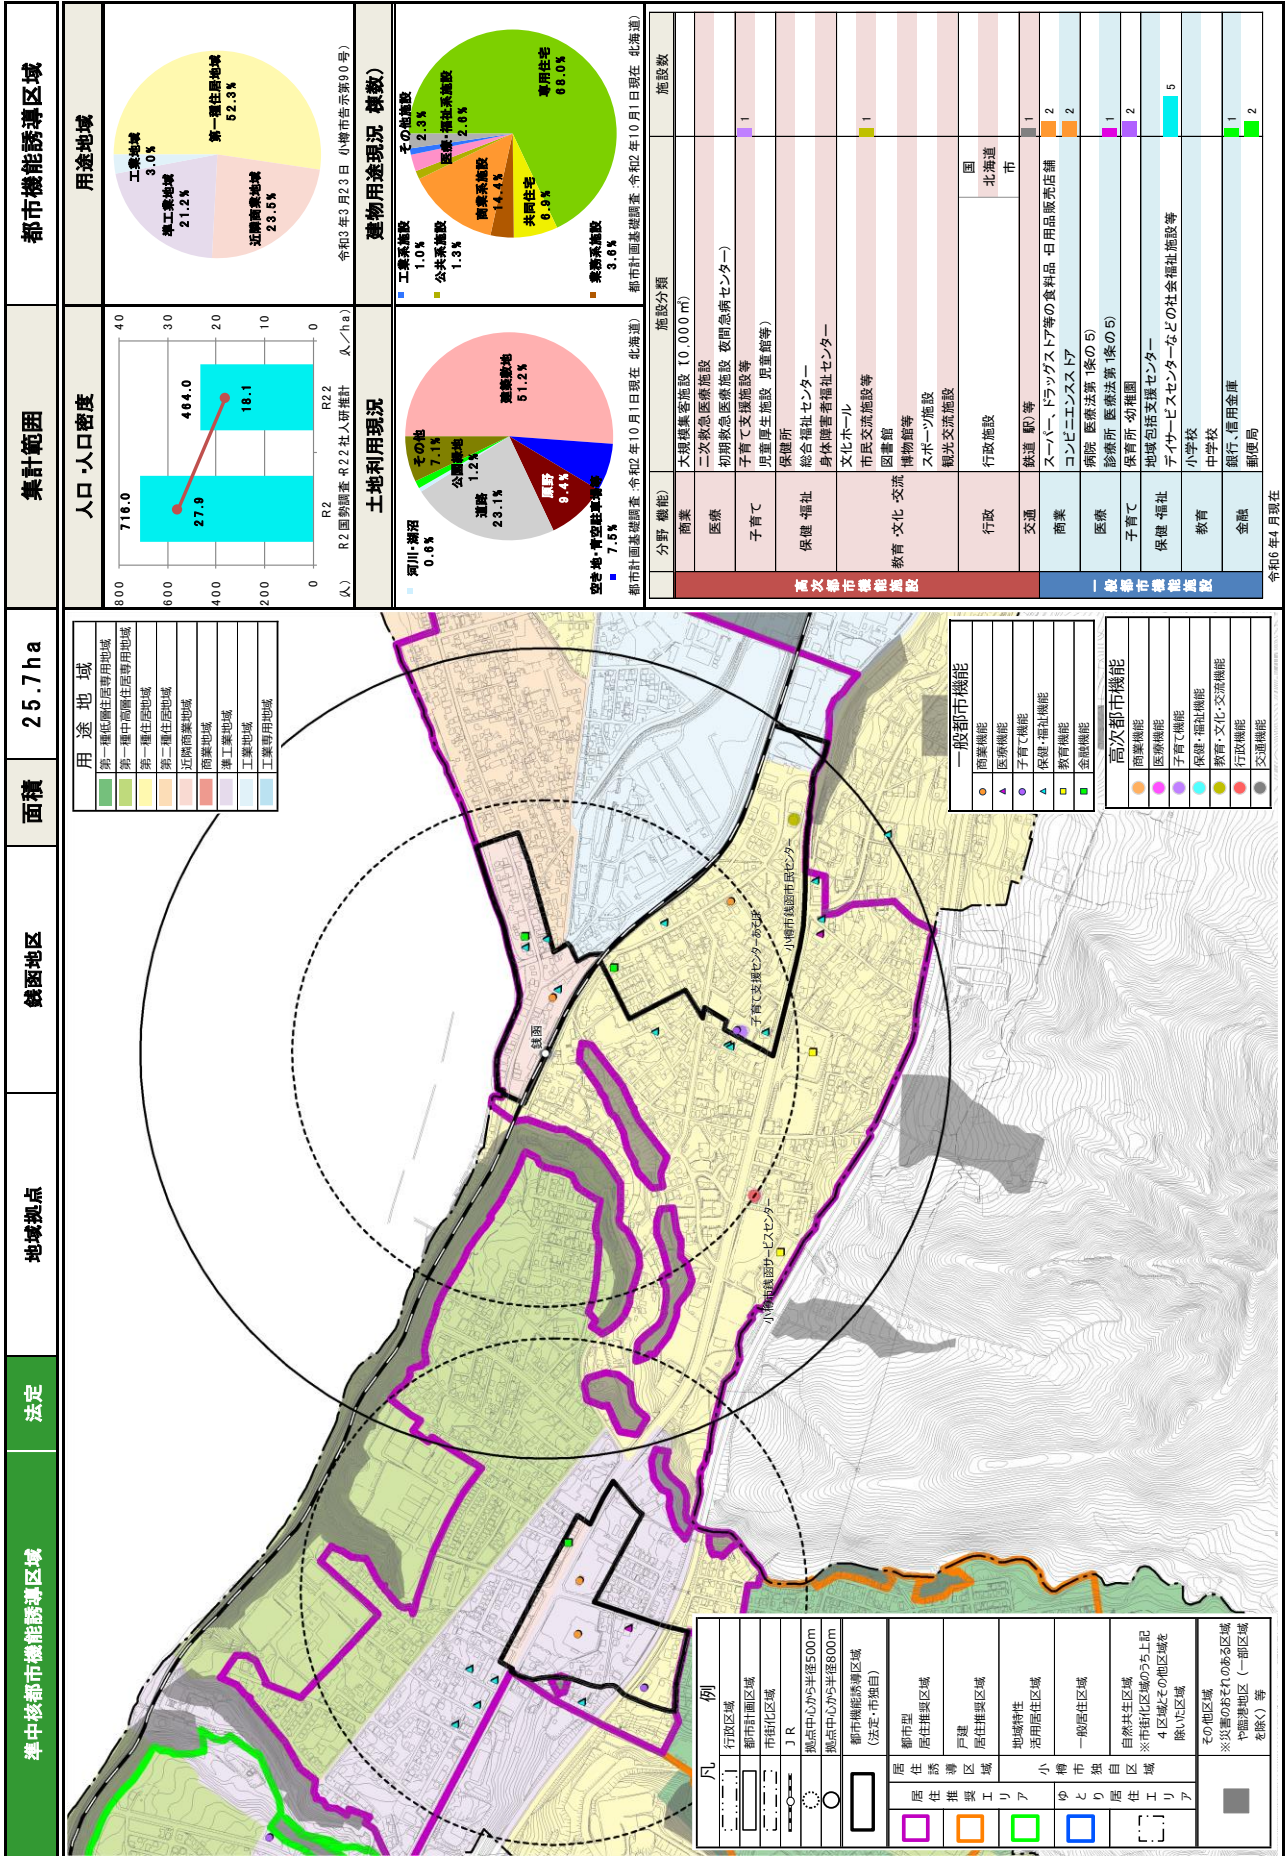 準中核都市機能誘導区域
法定
地域拠点
銭函地区
面積
25.7ha
集計範囲
都市機能誘導区域
用途地域
第一種低層住居専用地域
第一種中高層住居専用地域
第一種住居地域
第二種住居地域
近隣商業地域
商業地域
準工業地域
工業地域
工業専用地域
銭函
子育て支援センターあそぼ
小樽市銭函市民センター
小樽市銭函サービスセンター
凡例
行政区域
都市計画区域
市街化区域
JR
拠点中心から半径500m
拠点中心から半径800m
都市機能誘導区域
(法定・市独自)
居住誘導区域
小樽市独自区域
居住推奨エリア
ゆとり居住エリア
都市型
居住推奨区域
戸建
居住推奨区域
地域特性
活用居住区域
一般居住区域
自然共生区域
※市街化区域のうち上記
4区域とその他区域を
除いた区域
その他区域
※災害のおそれのある区域
や臨港地区(一部区域
を除く)等
一般都市機能
商業機能
医療機能
子育て機能
保健・福祉機能
教育機能
金融機能
高次都市機能
商業機能
医療機能
子育て機能
保健・福祉機能
教育・文化・交流機能
行政機能
交通機能
人口・人口密度
800
600
400
200
0
(人)
716.0
464.0
27.9
18.1
R2
R22
40
30
20
10
0
人/ha)
R2国勢調査・R22社人研推計
用途地域
工業地域
3.0%
準工業地域
21.2%
第一種住居地域
52.3%
近隣商業地域
23.5%
令和3年3月23日 小樽市告示第90号)
土地利用現況
河川・湖沼
0.6%
その他
7.1%
公園緑地
1.2%
道路
23.1%
建築敷地
51.2%
原野
9.4%
空き地・青空駐車場等
7.5%
都市計画基礎調査:令和2年10月1日現在 北海道)
建物用途現況 棟数)
工業系施設
1.0%
公共系施設
1.3%
その他施設
2.3%
医療・福祉系施設
2.6%
商業系施設
14.4%
専用住宅
68.0%
共同住宅
6.9%
業務系施設
3.6%
都市計画基礎調査:令和2年10月1日現在 北海道)
分野 機能)
施設分類
施設数
高次都市機能施設
商業
大規模集客施設 10,000㎡)
医療
二次救急医療施設
初期救急医療施設 夜間急病センター)
子育て
子育て支援施設等
1
児童厚生施設 児童館等)
保健・福祉
保健所
総合福祉センター
身体障害者福祉センター
教育・文化・交流
文化ホール
市民交流施設等
1
図書館
博物館等
スポーツ施設
観光交流施設
行政
行政施設
国
北海道
市
交通
鉄道 駅)等
1
一般都市機能施設
商業
スーパー、ドラッグストア等の食料品・日用品販売店舗
2
コンビニエンスストア
2
医療
病院 医療法第1条の5)
診療所 医療法第1条の5)
1
子育て
保育所・幼稚園
2
保健・福祉
地域包括支援センター
デイサービスセンターなどの社会福祉施設等
5
教育
小学校
中学校
金融
銀行、信用金庫
1
郵便局
2
令和6年4月現在